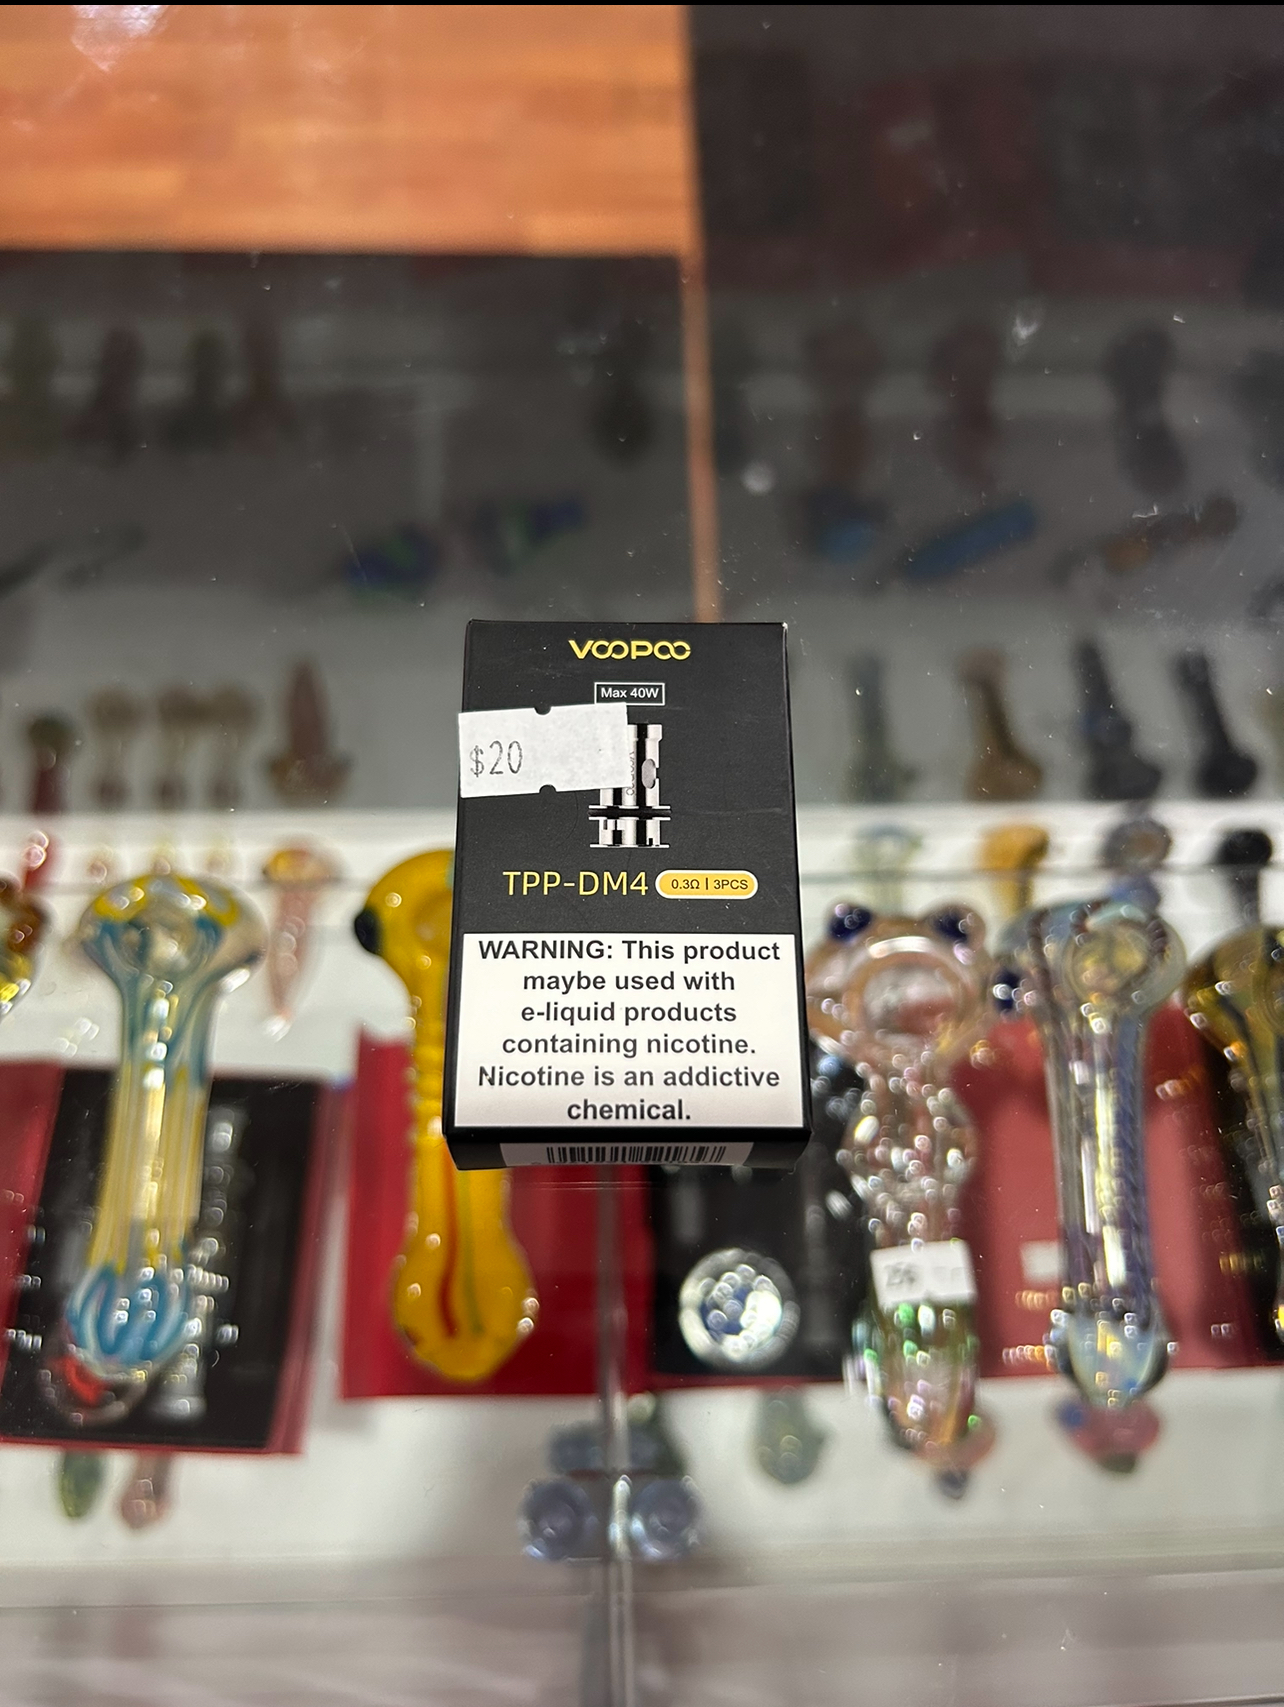 VOOPOO
Max 40W
$20
TPP-DM4 0.3Ω | 3PCS
WARNING: This product
maybe used with
e-liquid products
containing nicotine.
Nicotine is an addictive
chemical.